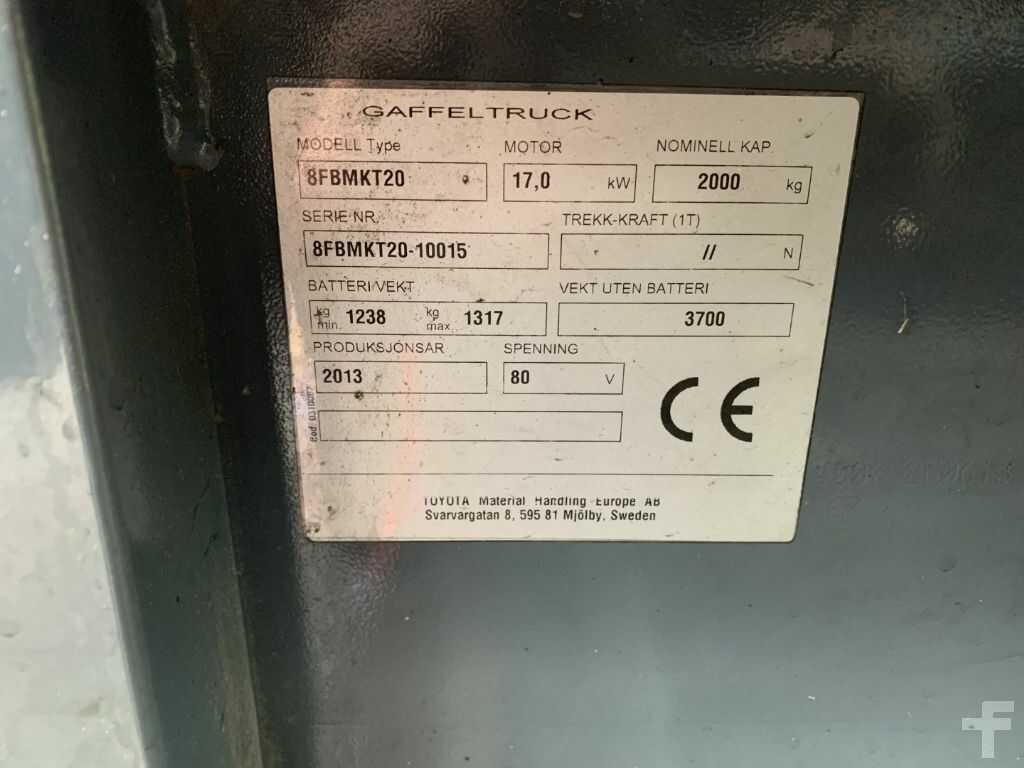 GAFFELTRUCK
MODELL Type MOTOR NOMINELL KAP.
8FBMKT20 17,0 kW 2000 kg
SERIE NR. TREKK-KRAFT (1T)
8FBMKT20-10015 // N
BATTERI VEKT VEKT UTEN BATTERI
kg min. 1238 kg max. 1317 3700
PRODUKSJONSAR SPENNING
2013 80 V
CE
TOYOTA Material Handling Europe AB
Svarvargatan 8, 595 81 Mjölby, Sweden